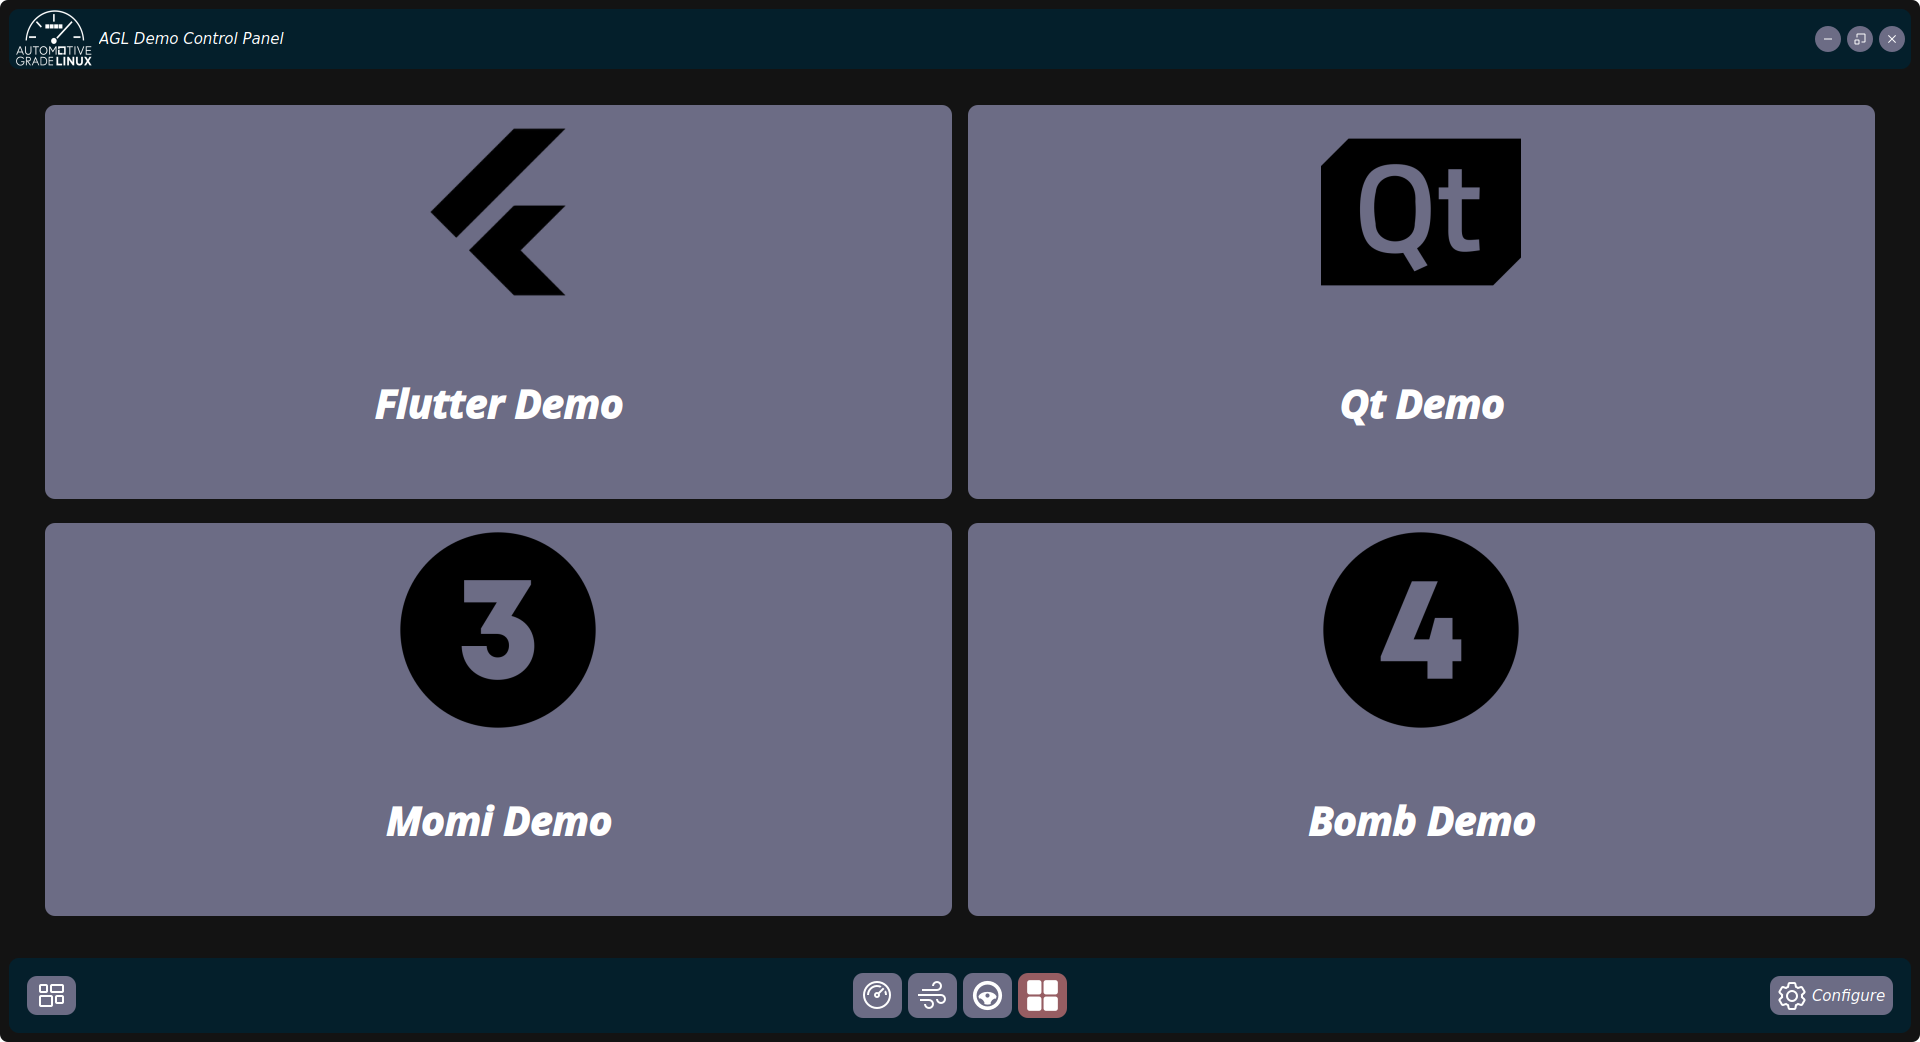 AUTOMOTIVE
GRADE LINUX
AGL Demo Control Panel
Qt
Flutter Demo
Qt Demo
3
4
Momi Demo
Bomb Demo
Configure